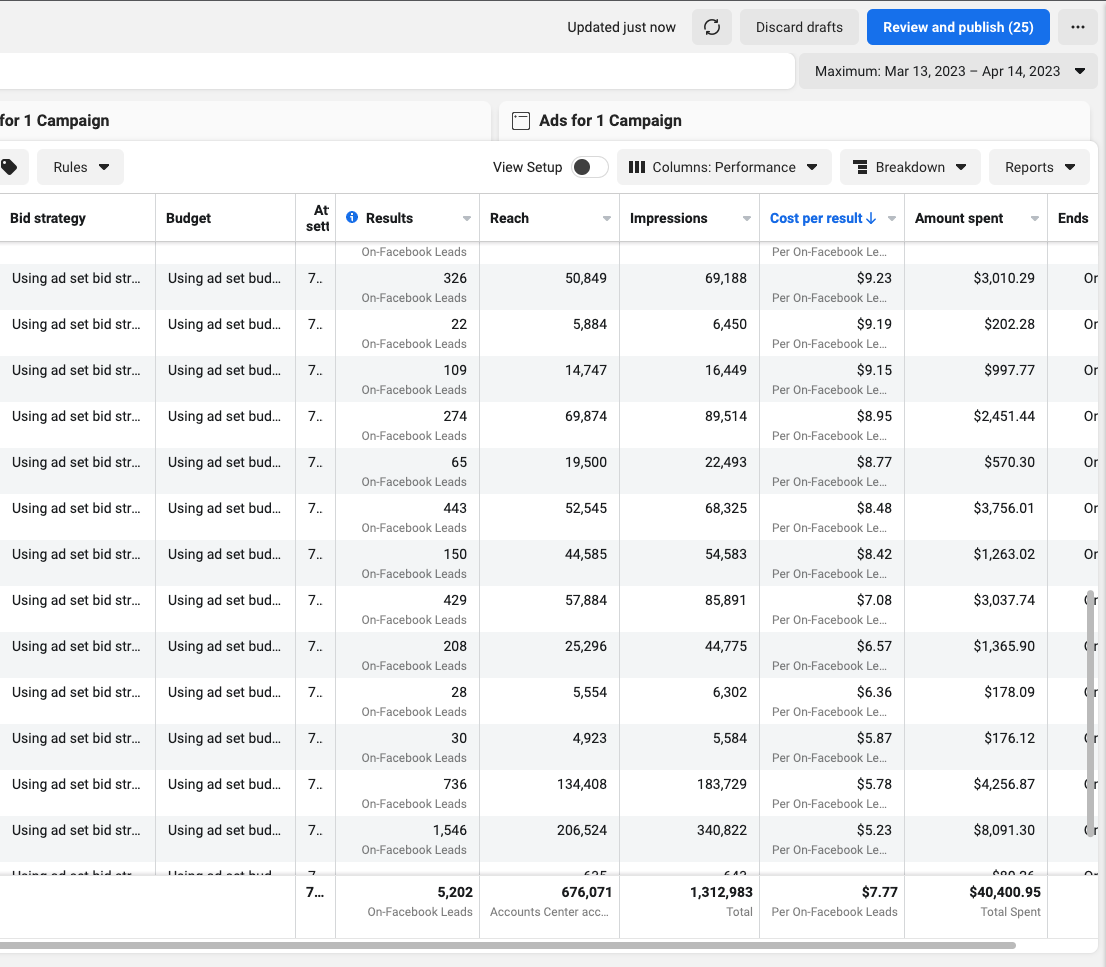 Updated just now Discard drafts Review and publish (25)
Maximum: Mar 13, 2023 – Apr 14, 2023
for 1 Campaign Ads for 1 Campaign
Rules View Setup Columns: Performance Breakdown Reports
Bid strategy Budget At sett Results Reach Impressions Cost per result ↓ Amount spent Ends
On-Facebook Leads Per On-Facebook Le...
Using ad set bid str... Using ad set bud... 7.. 326 50,849 69,188 $9.23 $3,010.29 Or
On-Facebook Leads Per On-Facebook Le...
Using ad set bid str... Using ad set bud... 7.. 22 5,884 6,450 $9.19 $202.28 Or
On-Facebook Leads Per On-Facebook Le...
Using ad set bid str... Using ad set bud... 7.. 109 14,747 16,449 $9.15 $997.77 Or
On-Facebook Leads Per On-Facebook Le...
Using ad set bid str... Using ad set bud... 7.. 274 69,874 89,514 $8.95 $2,451.44 Or
On-Facebook Leads Per On-Facebook Le...
Using ad set bid str... Using ad set bud... 7.. 65 19,500 22,493 $8.77 $570.30 Or
On-Facebook Leads Per On-Facebook Le...
Using ad set bid str... Using ad set bud... 7.. 443 52,545 68,325 $8.48 $3,756.01 Or
On-Facebook Leads Per On-Facebook Le...
Using ad set bid str... Using ad set bud... 7.. 150 44,585 54,583 $8.42 $1,263.02 Or
On-Facebook Leads Per On-Facebook Le...
Using ad set bid str... Using ad set bud... 7.. 429 57,884 85,891 $7.08 $3,037.74 Or
On-Facebook Leads Per On-Facebook Le...
Using ad set bid str... Using ad set bud... 7.. 208 25,296 44,775 $6.57 $1,365.90 Or
On-Facebook Leads Per On-Facebook Le...
Using ad set bid str... Using ad set bud... 7.. 28 5,554 6,302 $6.36 $178.09 Or
On-Facebook Leads Per On-Facebook Le...
Using ad set bid str... Using ad set bud... 7.. 30 4,923 5,584 $5.87 $176.12 Or
On-Facebook Leads Per On-Facebook Le...
Using ad set bid str... Using ad set bud... 7.. 736 134,408 183,729 $5.78 $4,256.87 Or
On-Facebook Leads Per On-Facebook Le...
Using ad set bid str... Using ad set bud... 7.. 1,546 206,524 340,822 $5.23 $8,091.30 Or
On-Facebook Leads Per On-Facebook Le...
7... 5,202 676,071 1,312,983 $7.77 $40,400.95
On-Facebook Leads Accounts Center acc... Total Per On-Facebook Leads Total Spent